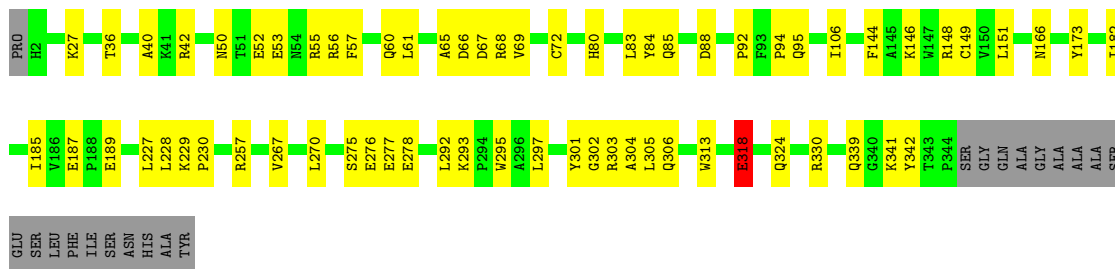 PRO H2 K27 T36 A40 K41 R42 N50 T51 E52 E53 N54 R55 R56 F57 Q60 L61 A65 D66 D67 R68 V69 C72 H80 L83 Y84 Q85 D88 P92 F93 P94 Q95 I106 F144 A145 K146 W147 R148 C149 V150 L151 N166 Y173
I185 V186 E187 P188 E189 L227 L228 K229 P230 R257 V267 L270 S275 E276 E277 E278 L292 K293 P294 W295 A296 L297 Y301 G302 R303 A304 L305 Q306 W313 E318 Q324 R330 Q339 G340 K341 Y342 T343 P344 SER GLY GLN ALA GLY ALA ALA ALA SER
GLU SER LEU PHE ILE SER ASN HIS ALA TYR